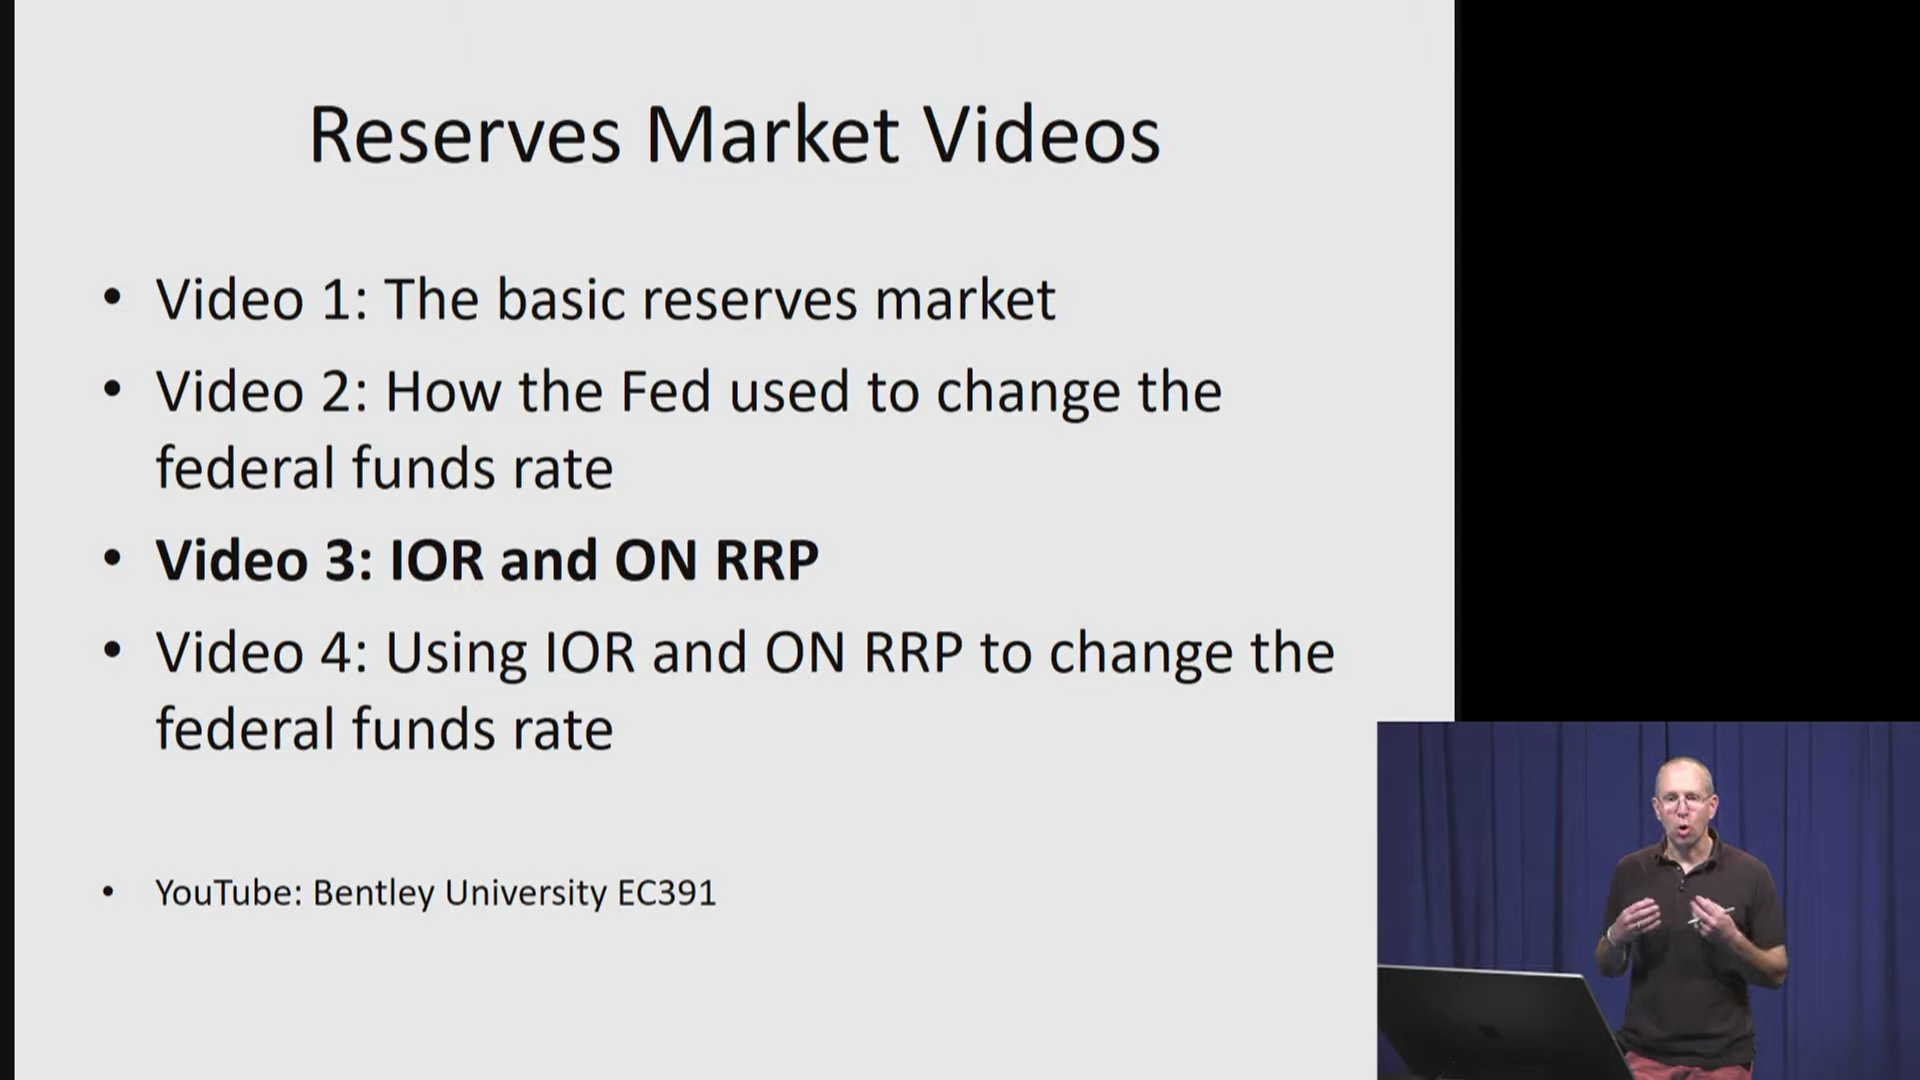 Reserves Market Videos
• Video 1: The basic reserves market
• Video 2: How the Fed used to change the
federal funds rate
• Video 3: IOR and ON RRP
• Video 4: Using IOR and ON RRP to change the
federal funds rate
• YouTube: Bentley University EC391